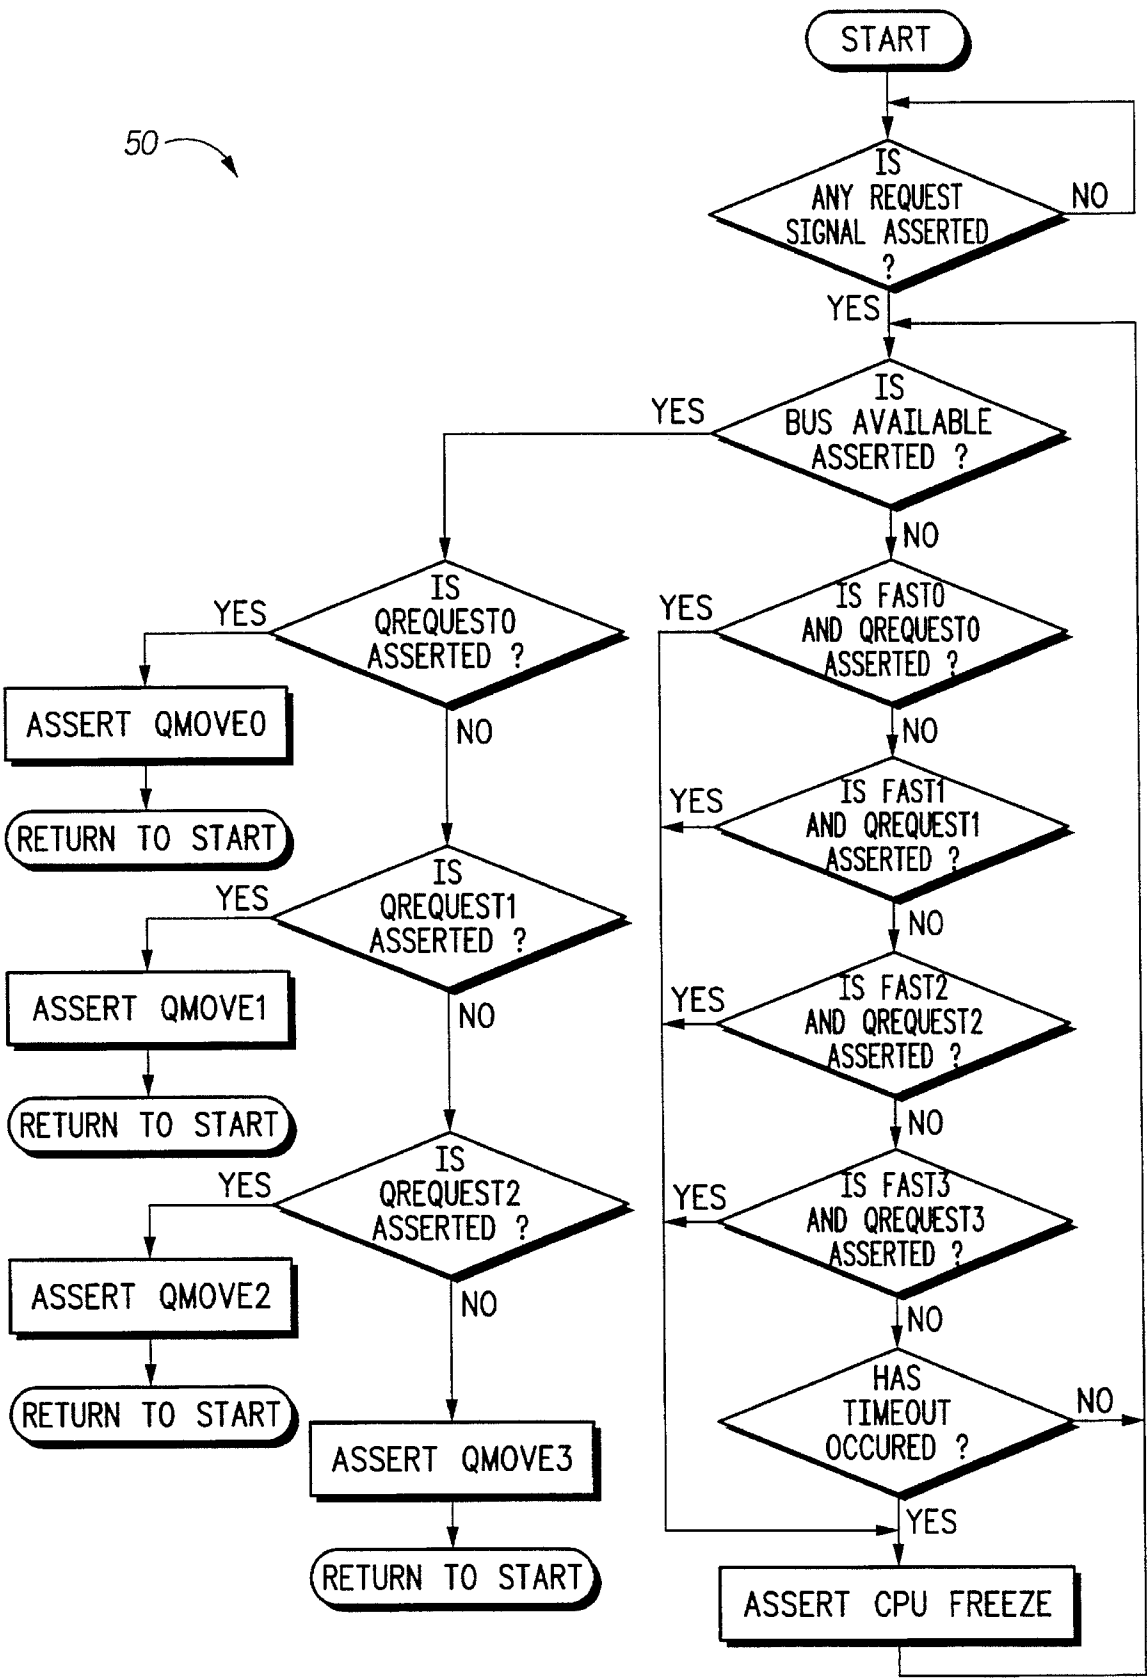 START
50
IS
ANY REQUEST
SIGNAL ASSERTED
?
NO
YES
IS
BUS AVAILABLE
ASSERTED ?
YES
NO
IS
QREQUEST0
ASSERTED ?
YES
NO
ASSERT QMOVE0
RETURN TO START
IS
QREQUEST1
ASSERTED ?
YES
NO
ASSERT QMOVE1
RETURN TO START
IS
QREQUEST2
ASSERTED ?
YES
NO
ASSERT QMOVE2
RETURN TO START
ASSERT QMOVE3
RETURN TO START
IS FAST0
AND QREQUEST0
ASSERTED ?
YES
NO
IS FAST1
AND QREQUEST1
ASSERTED ?
YES
NO
IS FAST2
AND QREQUEST2
ASSERTED ?
YES
NO
IS FAST3
AND QREQUEST3
ASSERTED ?
YES
NO
HAS
TIMEOUT
OCCURED ?
NO
YES
ASSERT CPU FREEZE